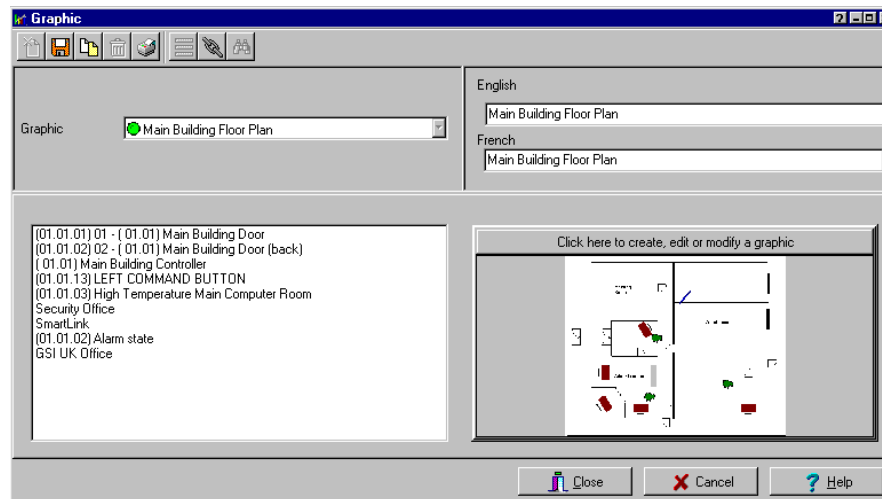 Graphic
English
Graphic
Main Building Floor Plan
Main Building Floor Plan
French
Main Building Floor Plan
(01.01.01) 01 - ( 01.01) Main Building Door
(01.01.02) 02 - ( 01.01) Main Building Door (back)
( 01.01) Main Building Controller
(01.01.13) LEFT COMMAND BUTTON
(01.01.03) High Temperature Main Computer Room
Security Office
SmartLink
(01.01.02) Alarm state
GSI UK Office
Click here to create, edit or modify a graphic
Close
Cancel
Help